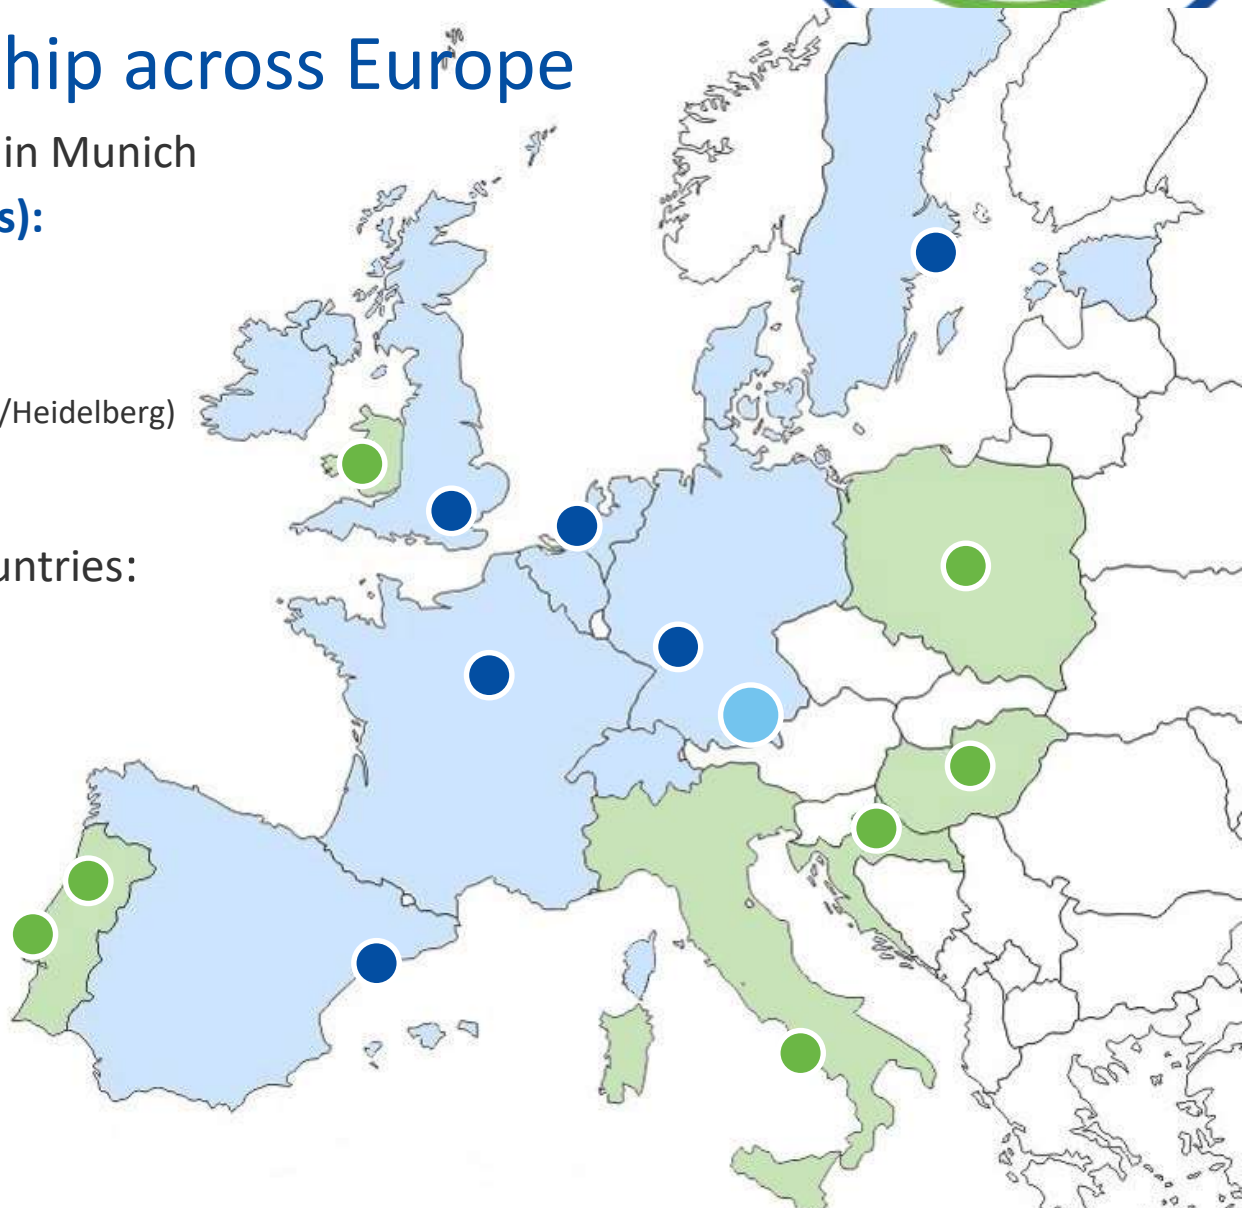 hip across Europe
in Munich
s):
/Heidelberg)
untries: